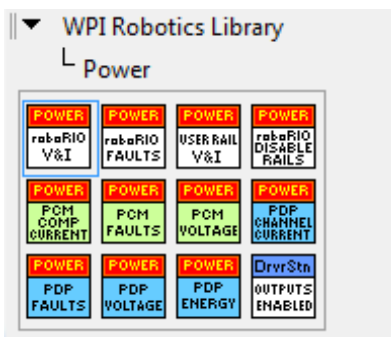 WPI Robotics Library
Power
POWER POWER POWER POWER
roboRIO V&I
roboRIO FAULTS
USER RAIL V&I
roboRIO DISABLE RAILS
POWER POWER POWER POWER
PCM COMP CURRENT
PCM FAULTS
PCM VOLTAGE
PDP CHANNEL CURRENT
POWER POWER POWER DrvrStn
PDP FAULTS
PDP VOLTAGE
PDP ENERGY
OUTPUTS ENABLED